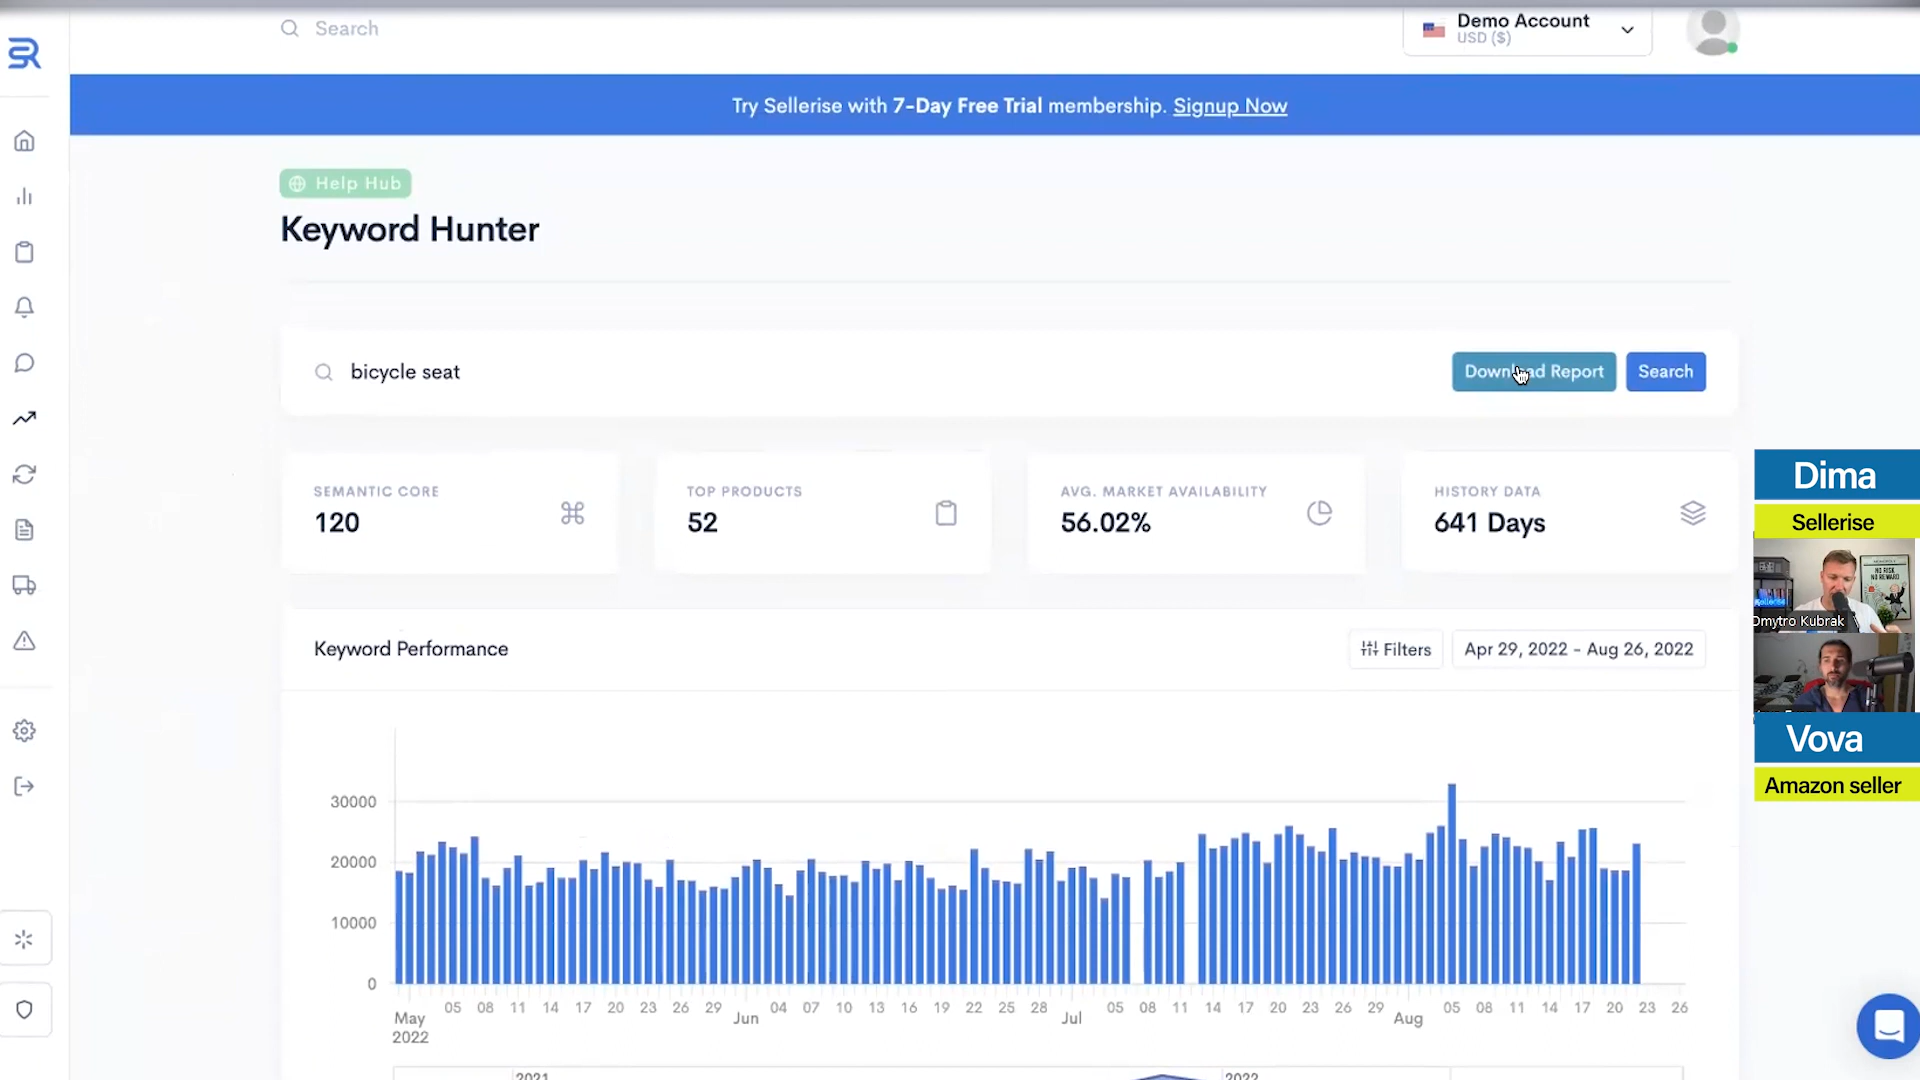 Search
Demo Account
USD ($)
Try Sellerise with 7-Day Free Trial membership. Signup Now
Help Hub
Keyword Hunter
bicycle seat
Download Report
Search
SEMANTIC CORE
120
TOP PRODUCTS
52
AVG. MARKET AVAILABILITY
56.02%
HISTORY DATA
641 Days
Dima
Sellerise
NO RISK
NO REWARD
Dmytro Kubrak
Vova
Amazon seller
Keyword Performance
Filters
Apr 29, 2022 - Aug 26, 2022
30000
20000
10000
0
05 08 11 14 17 20 23 26 29 04 07 10 13 16 19 22 25 28 05 08 11 14 17 20 23 26 29 05 08 11 14 17 20 23 26
May Jun Jul Aug
2022
2021 2022